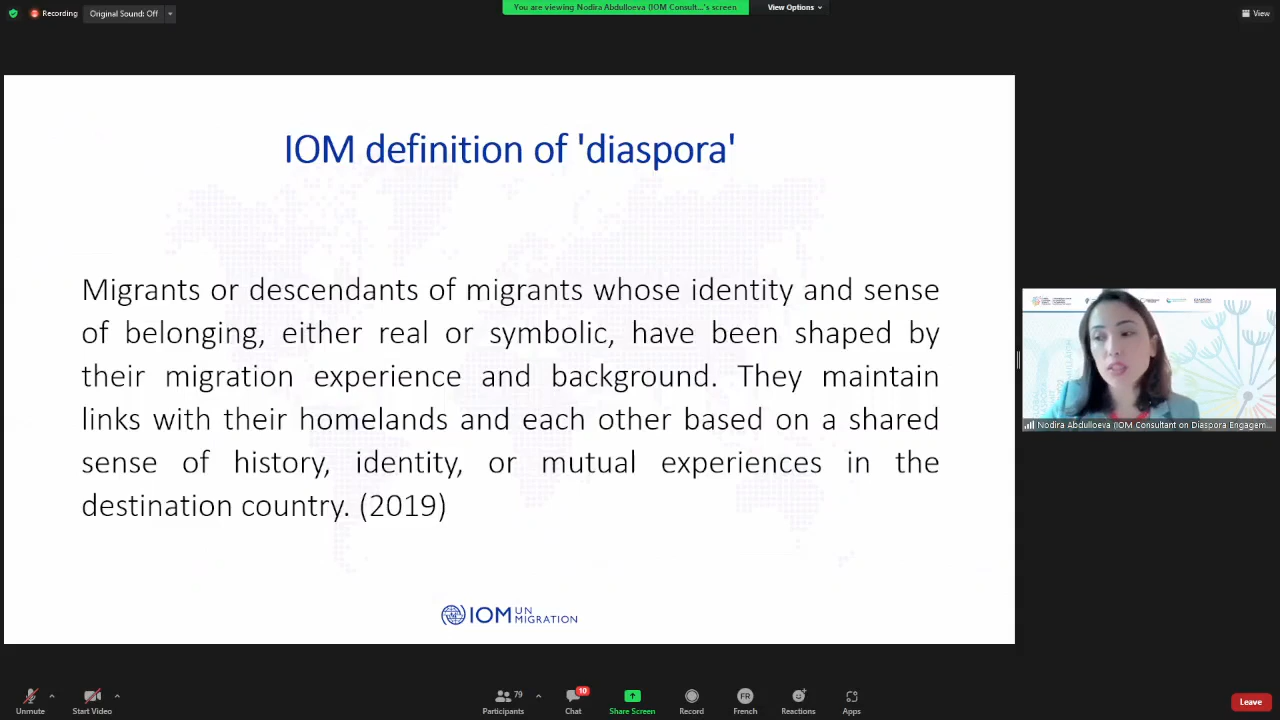 Recording
Original Sound: Off
You are viewing Nodira Abdulloeva (IOM Consult...'s screen
View Options
View
IOM definition of 'diaspora'
Migrants or descendants of migrants whose identity and sense
of belonging, either real or symbolic, have been shaped by
their migration experience and background. They maintain
links with their homelands and each other based on a shared
sense of history, identity, or mutual experiences in the
destination country. (2019)
IOM UN
MIGRATION
Nodira Abdulloeva (IOM Consultant on Diaspora Engagem...
Unmute
Start Video
79
Participants
10
Chat
Share Screen
Record
FR
French
Reactions
Apps
Leave